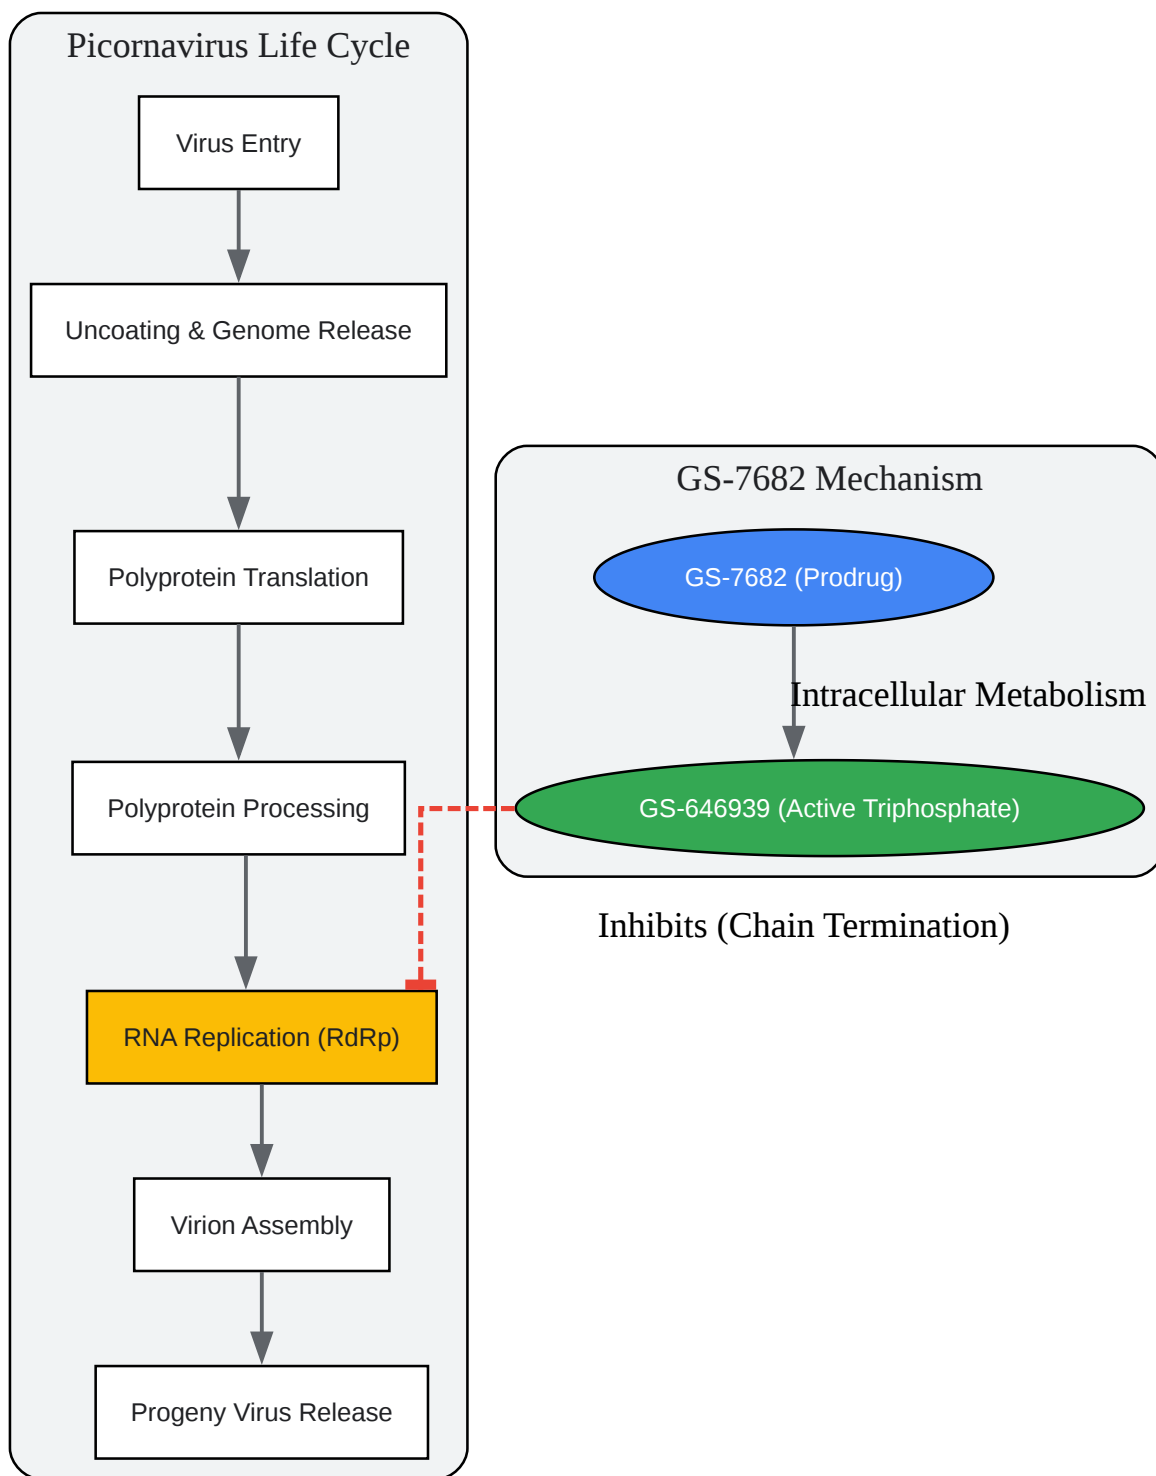 Picornavirus Life Cycle
Virus Entry
Uncoating & Genome Release
Polyprotein Translation
Polyprotein Processing
RNA Replication (RdRp)
Virion Assembly
Progeny Virus Release
GS-7682 Mechanism
GS-7682 (Prodrug)
Intracellular Metabolism
GS-646939 (Active Triphosphate)
Inhibits (Chain Termination)